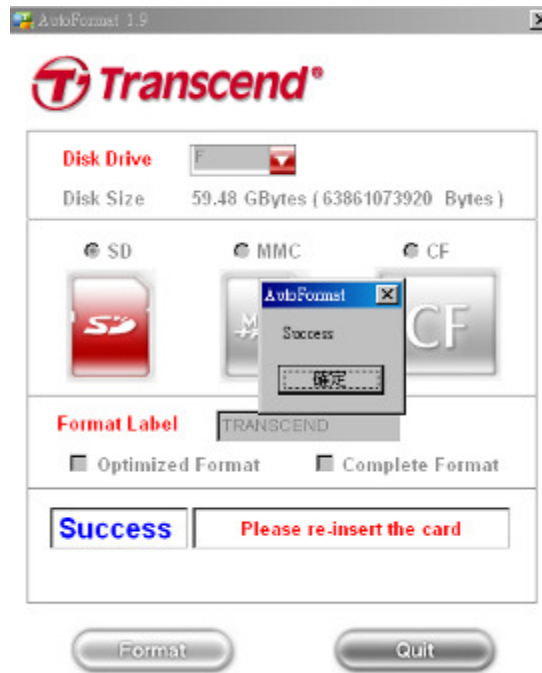 AutoFormat 1.9
Transcend®
Disk Drive F
Disk Size 59.48 GBytes ( 63861073920 Bytes )
SD MMC CF
SD CF
AutoFormat
Success
確定
Format Label TRANSCEND
Optimized Format Complete Format
Success Please re-insert the card
Format Quit